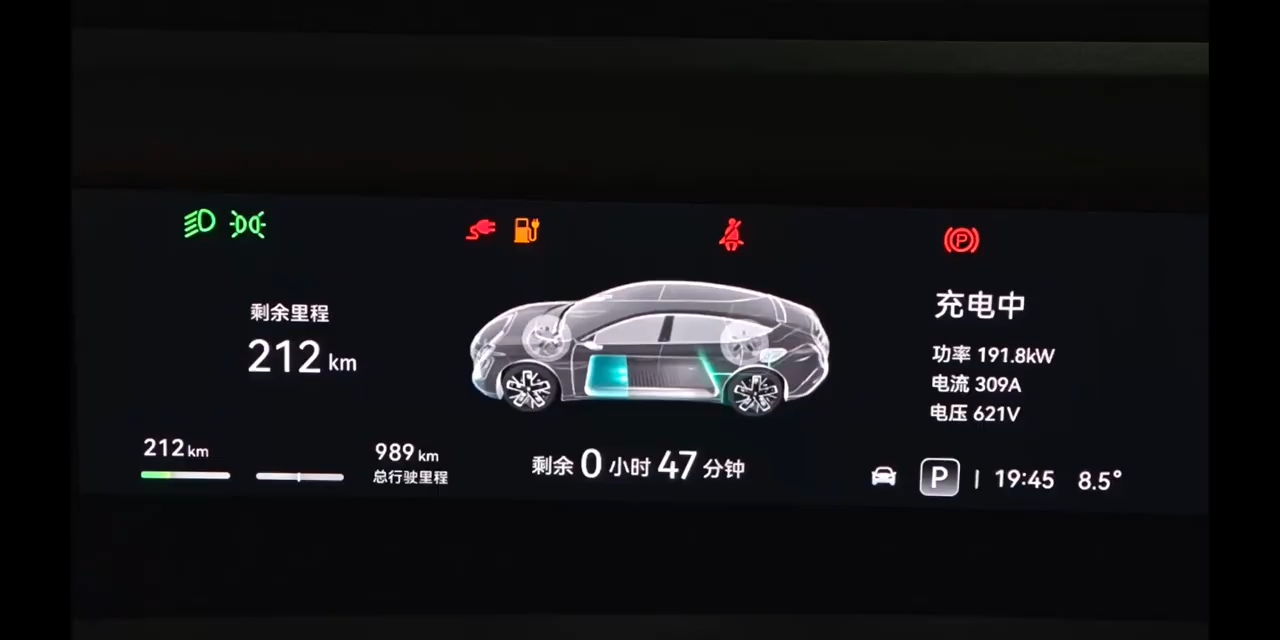 剩余里程
212 km
充电中
功率 191.8kW
电流 309A
电压 621V
212 km
989 km
总行驶里程
剩余 0 小时 47 分钟
P | 19:45 8.5°